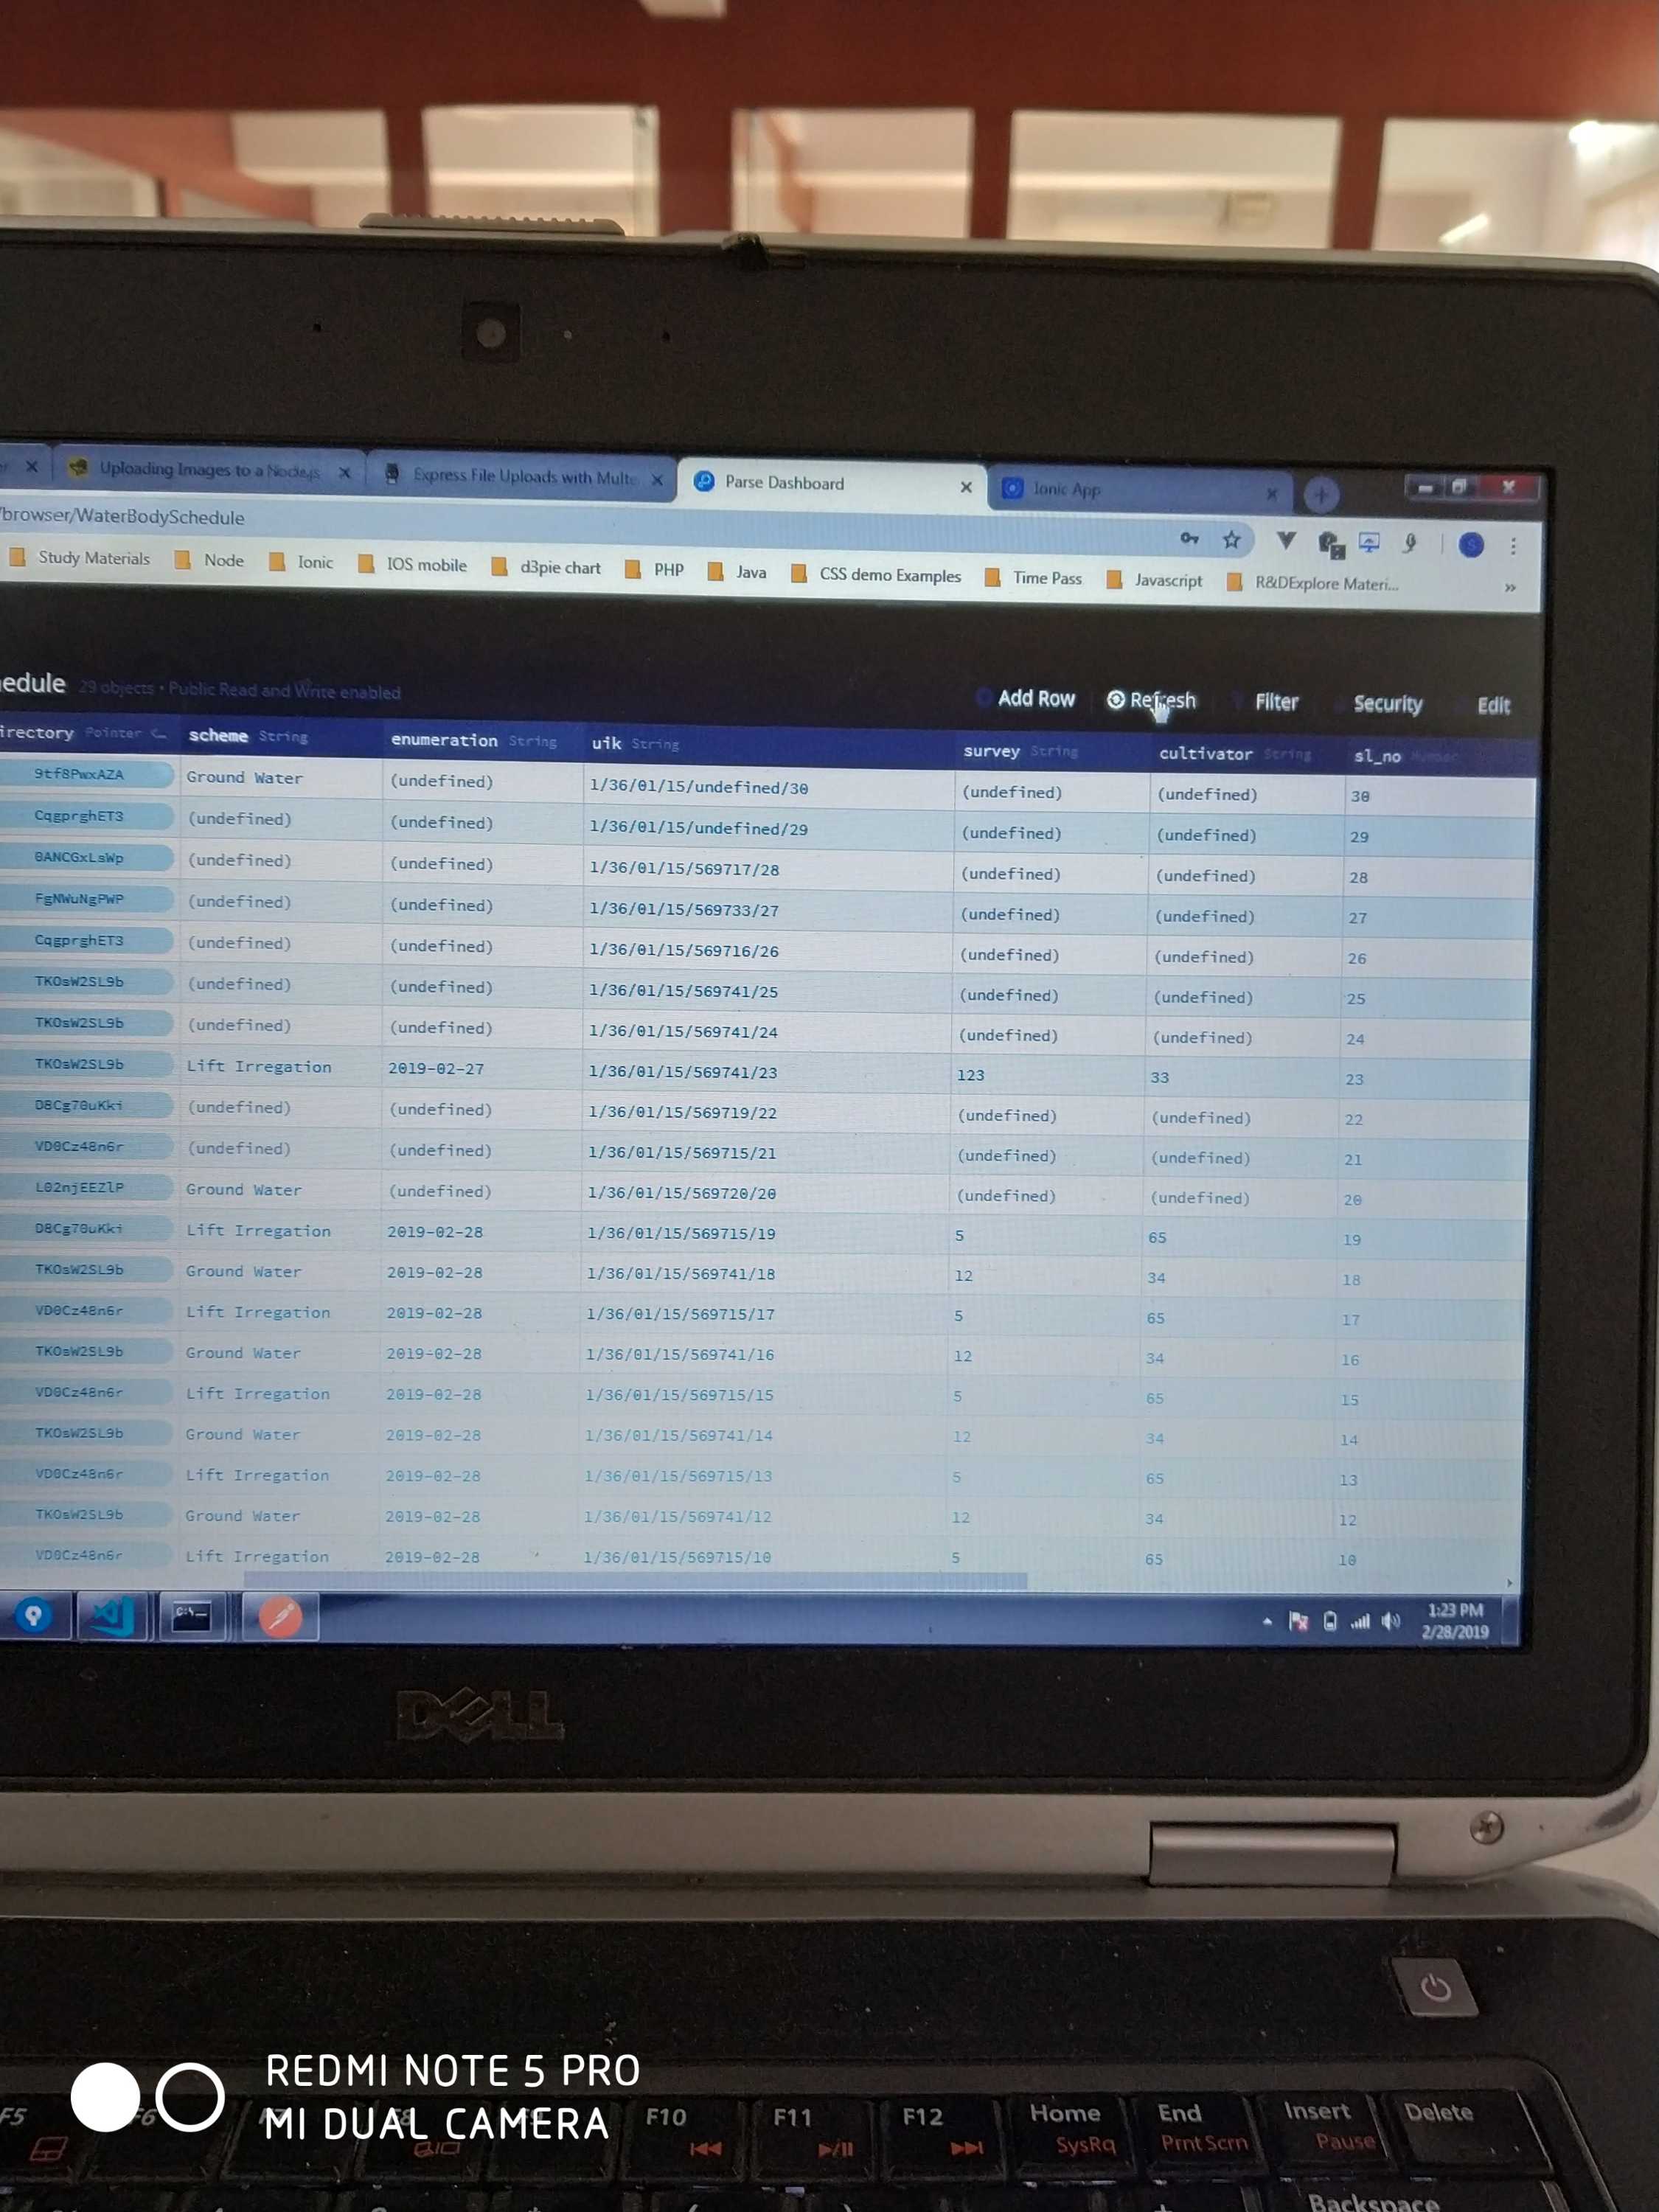 Uploading Images to a Nodejs
Express File Uploads with Multe
Parse Dashboard
Ionic App
/browser/WaterBodySchedule
Study Materials Node Ionic IOS mobile d3pie chart PHP Java CSS demo Examples Time Pass Javascript R&DExplore Materi... »
edule 29 objects • Public Read and Write enabled Add Row Refresh Filter Security Edit
irectory Pointer <… scheme String enumeration String uik String survey String cultivator String sl_no Number
9tf8PwxAZA Ground Water (undefined) 1/36/01/15/undefined/30 (undefined) (undefined) 30
CqgprghET3 (undefined) (undefined) 1/36/01/15/undefined/29 (undefined) (undefined) 29
0ANCGxLsWp (undefined) (undefined) 1/36/01/15/569717/28 (undefined) (undefined) 28
FgNWuNgPWP (undefined) (undefined) 1/36/01/15/569733/27 (undefined) (undefined) 27
CqgprghET3 (undefined) (undefined) 1/36/01/15/569716/26 (undefined) (undefined) 26
TKOsW2SL9b (undefined) (undefined) 1/36/01/15/569741/25 (undefined) (undefined) 25
TKOsW2SL9b (undefined) (undefined) 1/36/01/15/569741/24 (undefined) (undefined) 24
TKOsW2SL9b Lift Irregation 2019-02-27 1/36/01/15/569741/23 123 33 23
D8Cg70uKki (undefined) (undefined) 1/36/01/15/569719/22 (undefined) (undefined) 22
VD0Cz48n6r (undefined) (undefined) 1/36/01/15/569715/21 (undefined) (undefined) 21
L02njEEZlP Ground Water (undefined) 1/36/01/15/569720/20 (undefined) (undefined) 20
D8Cg70uKki Lift Irregation 2019-02-28 1/36/01/15/569715/19 5 65 19
TKOsW2SL9b Ground Water 2019-02-28 1/36/01/15/569741/18 12 34 18
VD0Cz48n6r Lift Irregation 2019-02-28 1/36/01/15/569715/17 5 65 17
TKOsW2SL9b Ground Water 2019-02-28 1/36/01/15/569741/16 12 34 16
VD0Cz48n6r Lift Irregation 2019-02-28 1/36/01/15/569715/15 5 65 15
TKOsW2SL9b Ground Water 2019-02-28 1/36/01/15/569741/14 12 34 14
VD0Cz48n6r Lift Irregation 2019-02-28 1/36/01/15/569715/13 5 65 13
TKOsW2SL9b Ground Water 2019-02-28 1/36/01/15/569741/12 12 34 12
VD0Cz48n6r Lift Irregation 2019-02-28 1/36/01/15/569715/10 5 65 10
1:23 PM
2/28/2019
DELL
REDMI NOTE 5 PRO
MI DUAL CAMERA
F5 F6 F10 F11 F12 Home End Insert Delete
SysRq Prnt Scrn Pause
Backspace